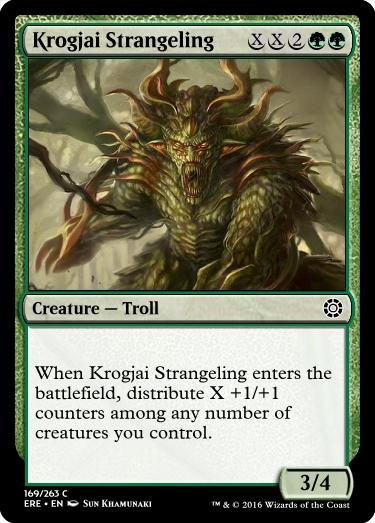 Krogjai Strangeling XX2
Creature — Troll
When Krogjai Strangeling enters the
battlefield, distribute X +1/+1
counters among any number of
creatures you control.
3/4
169/263 C
ERE • EN Sun Khamunaki ™ & © 2016 Wizards of the Coast